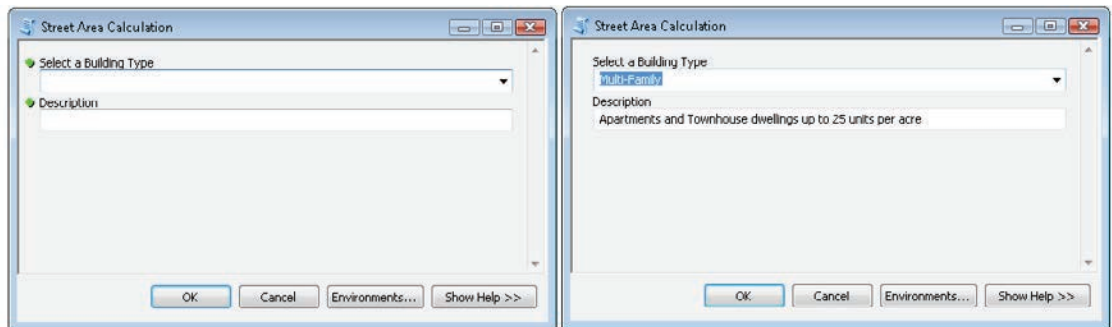 Street Area Calculation
Select a Building Type
Description
OK Cancel Environments... Show Help >>
Street Area Calculation
Select a Building Type
Multi-Family
Description
Apartments and Townhouse dwellings up to 25 units per acre
OK Cancel Environments... Show Help >>